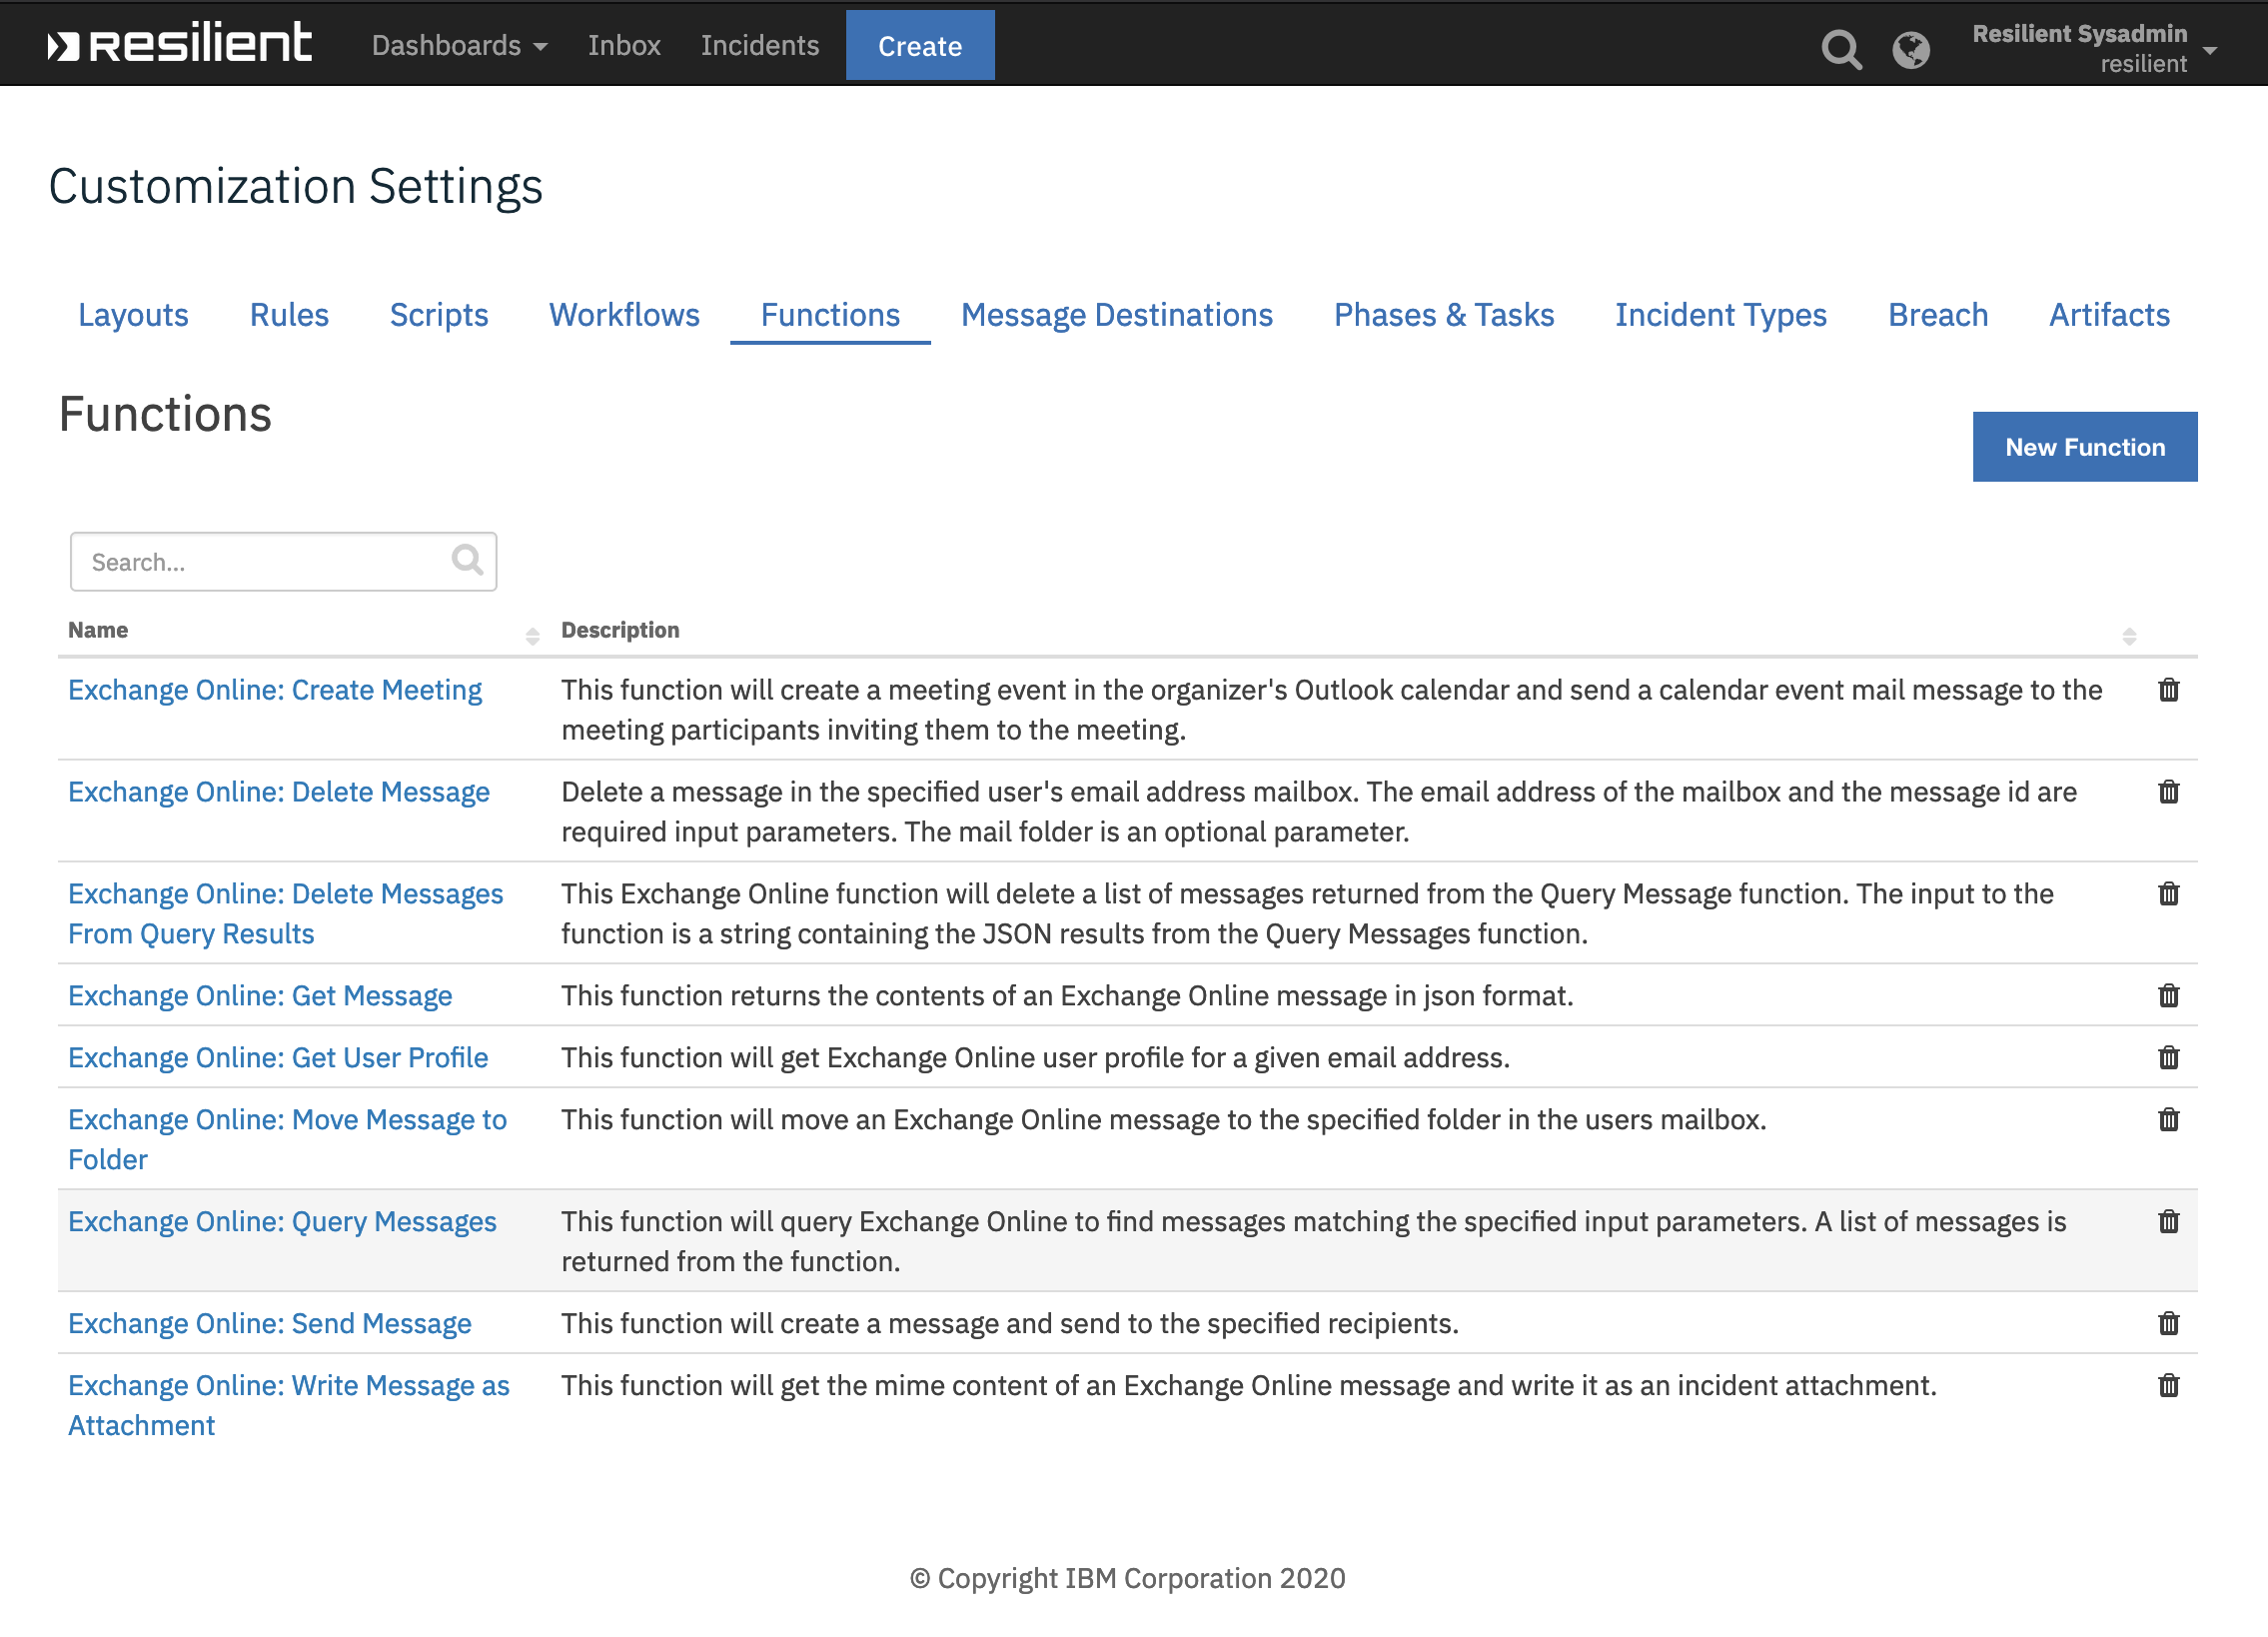 resilient Dashboards Inbox Incidents Create Resilient Sysadmin
resilient
Customization Settings
Layouts Rules Scripts Workflows Functions Message Destinations Phases & Tasks Incident Types Breach Artifacts
Functions
New Function
Search...
Name Description
Exchange Online: Create Meeting This function will create a meeting event in the organizer's Outlook calendar and send a calendar event mail message to the
meeting participants inviting them to the meeting.
Exchange Online: Delete Message Delete a message in the specified user's email address mailbox. The email address of the mailbox and the message id are
required input parameters. The mail folder is an optional parameter.
Exchange Online: Delete Messages This Exchange Online function will delete a list of messages returned from the Query Message function. The input to the
From Query Results function is a string containing the JSON results from the Query Messages function.
Exchange Online: Get Message This function returns the contents of an Exchange Online message in json format.
Exchange Online: Get User Profile This function will get Exchange Online user profile for a given email address.
Exchange Online: Move Message to This function will move an Exchange Online message to the specified folder in the users mailbox.
Folder
Exchange Online: Query Messages This function will query Exchange Online to find messages matching the specified input parameters. A list of messages is
returned from the function.
Exchange Online: Send Message This function will create a message and send to the specified recipients.
Exchange Online: Write Message as This function will get the mime content of an Exchange Online message and write it as an incident attachment.
Attachment
© Copyright IBM Corporation 2020